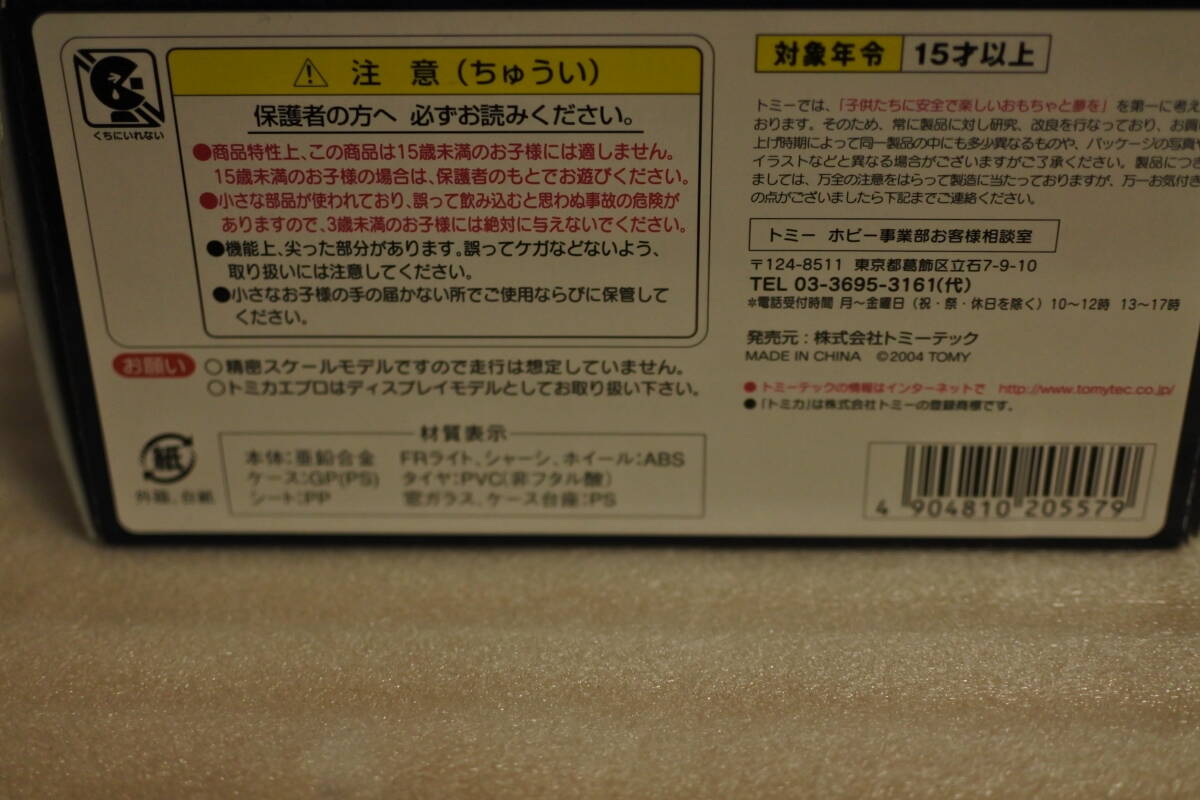 くちにいれない
注 意（ちゅうい）
保護者の方へ 必ずお読みください。
●商品特性上、この商品は15歳未満のお子様には適しません。
15歳未満のお子様の場合は、保護者のもとでお遊びください。
●小さな部品が使われており、誤って飲み込むと思わぬ事故の危険が
ありますので、3歳未満のお子様には絶対に与えないでください。
●機能上、尖った部分があります。誤ってケガなどないよう、
取り扱いには注意してください。
●小さなお子様の手の届かない所でご使用ならびに保管して
ください。
お願い
○精密スケールモデルですので走行は想定していません。
○トミカエブロはディスプレイモデルとしてお取り扱い下さい。
紙
外箱、台紙
材質表示
本体：亜鉛合金 FRライト、シャーシ、ホイール：ABS
ケース：GP(PS) タイヤ：PVC（非フタル酸）
シート：PP 窓ガラス、ケース台座：PS
対象年令 15才以上
トミーでは、「子供たちに安全で楽しいおもちゃと夢を」を第一に考え
おります。そのため、常に製品に対し研究、改良を行なっており、お買
上げ時期によって同一製品の中にも多少異なるものや、パッケージの写真や
イラストなどと異なる場合がございますがご了承ください。製品につき
ましては、万全の注意をはらって製造に当たっておりますが、万一お気付き
の点がございましたら下記までご連絡ください。
トミー ホビー事業部お客様相談室
〒124-8511 東京都葛飾区立石7-9-10
TEL 03-3695-3161(代)
＊電話受付時間 月～金曜日（祝・祭・休日を除く）10～12時 13～17時
発売元：株式会社トミーテック
MADE IN CHINA ©2004 TOMY
●トミーテックの情報はインターネットで http://www.tomytec.co.jp/
●「トミカ」は株式会社トミーの登録商標です。
4 904810 205579